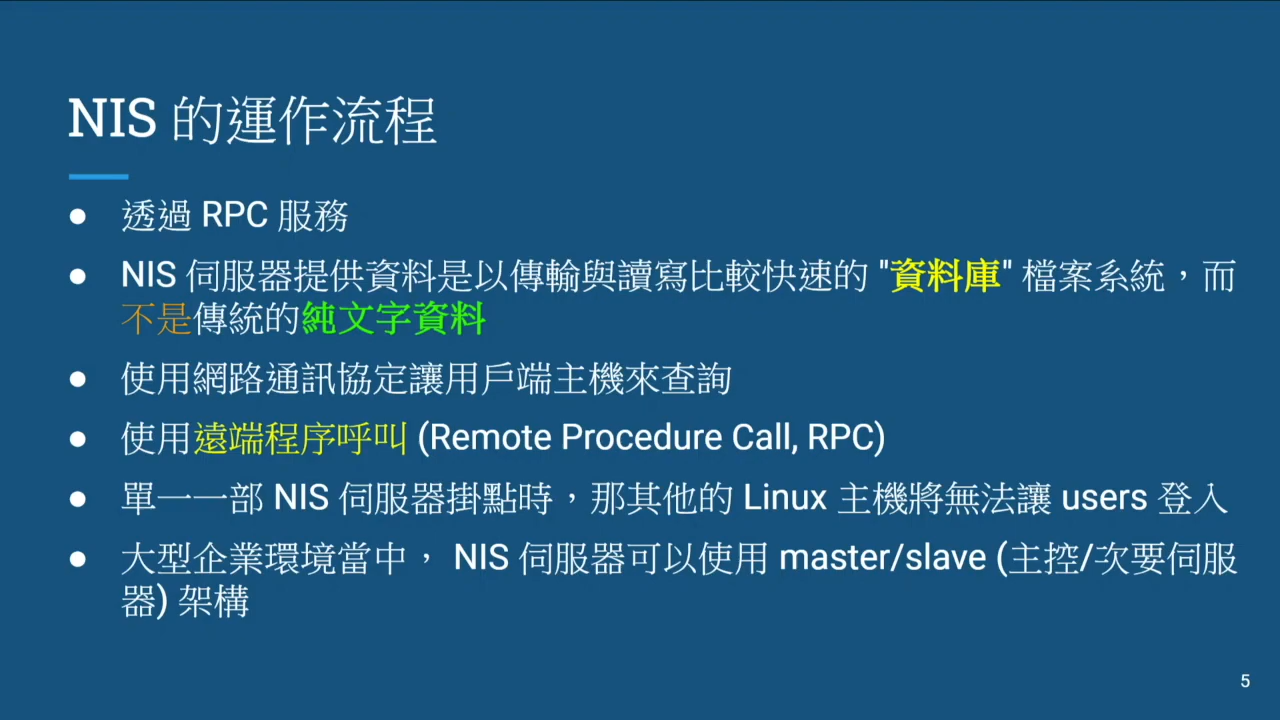 NIS 的運作流程
● 透過 RPC 服務
● NIS 伺服器提供資料是以傳輸與讀寫比較快速的 "資料庫" 檔案系統，而
不是傳統的純文字資料
● 使用網路通訊協定讓用戶端主機來查詢
● 使用遠端程序呼叫 (Remote Procedure Call, RPC)
● 單一一部 NIS 伺服器掛點時，那其他的 Linux 主機將無法讓 users 登入
● 大型企業環境當中， NIS 伺服器可以使用 master/slave (主控/次要伺服
器) 架構
5